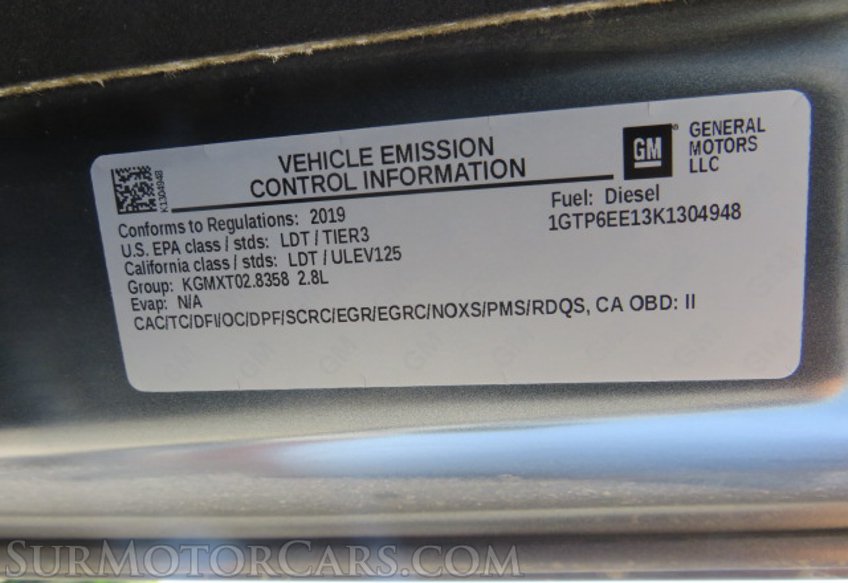 VEHICLE EMISSION
CONTROL INFORMATION
GM®
GENERAL
MOTORS
LLC
K1304948
Conforms to Regulations: 2019
U.S. EPA class / stds: LDT / TIER3
California class / stds: LDT / ULEV125
Group: KGMXT02.8358 2.8L
Evap: N/A
Fuel: Diesel
1GTP6EE13K1304948
CAC/TC/DFI/OC/DPF/SCRC/EGR/EGRC/NOXS/PMS/RDQS, CA OBD: II
SURMOTORCARS.COM